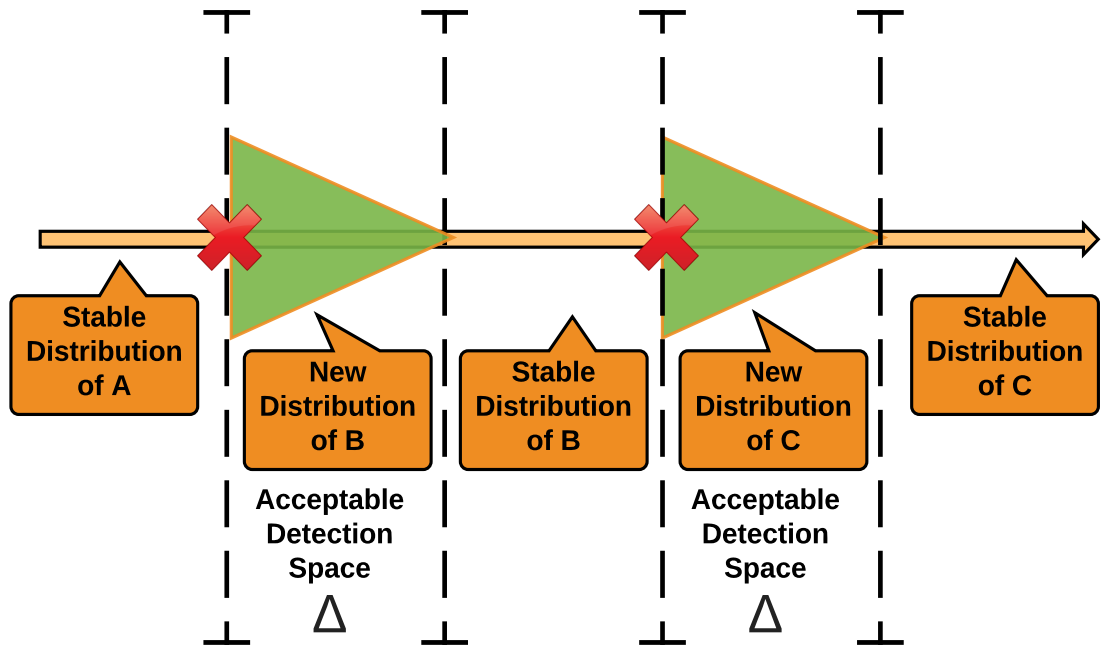 Stable
Distribution
of A
New
Distribution
of B
Acceptable
Detection
Space
Δ
Stable
Distribution
of B
New
Distribution
of C
Acceptable
Detection
Space
Δ
Stable
Distribution
of C